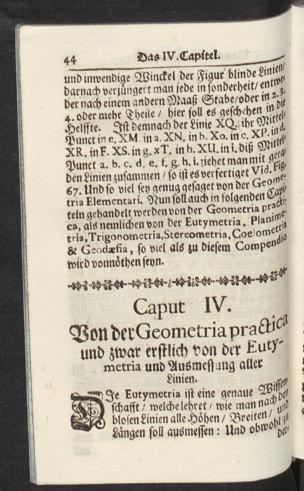 44 Das IV. Capitel.
und inwendige Winckel der Figur blinde Linien/
darnach verjüngert man jede in sonderheit/ entwe-
der nach einem andern Maaß Stabe/ oder in 2. 3.
4. oder mehr Theile/ hier soll es geschehen in die
Helffte. Ist demnach der Linie XQ. ihr Mittel-
Punct in e, XM. in a. XN, in b. Xo. in c. XP. in d.
XR, in F. XS. in g. xT. in h. XU. in i. diß Mittel-
Punct a. b. c. d. e. f. g. h. i. ziehet man mit gera-
den Linien zusammen/ so ist es verfertiget Vid. Fig.
67. Und so viel sey genug gesaget von der Geome-
tria Elementari. Nun soll auch in folgenden Capi-
teln gehandelt werden von der Geometria practi-
ca, als nemlichen von der Eutymetria, Planime-
tria, Trigonometria, Stereometria, Coelometria
& Geodæsia, so viel als zu diesem Compendio
wird vonnöthen seyn.
Caput IV.
Von der Geometria practica
und zwar erstlich von der Euty-
metria und Ausmessung aller
Linien.
Die Eutymetria ist eine genaue Wissen-
schafft/ welche lehret/ wie man nach den
blossen Linien alle Höhen/ Breiten/ und
Längen soll ausmessen: Und obwohl zu
der-